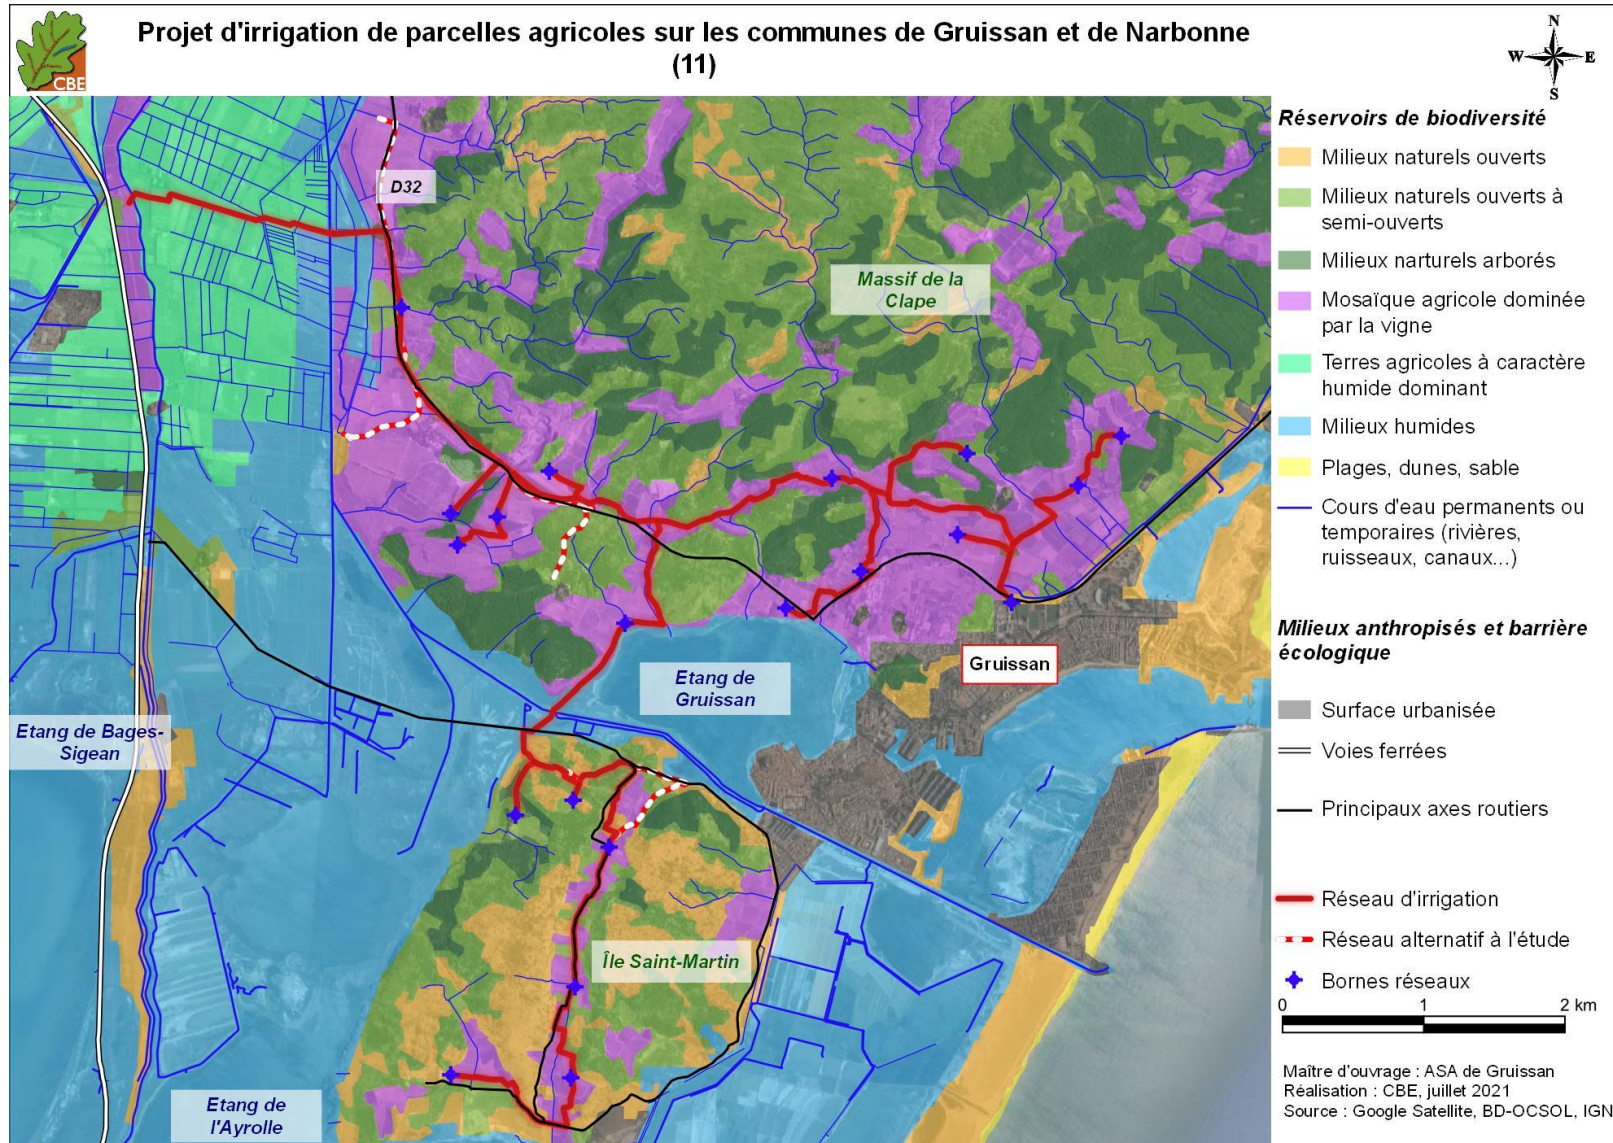 Projet d'irrigation de parcelles agricoles sur les communes de Gruissan et de Narbonne
(11)
CBE
N
W
E
S
D32
Massif de la
Clape
Etang de
Gruissan
Gruissan
Etang de Bages-
Sigean
Île Saint-Martin
Etang de
l'Ayrolle
Réservoirs de biodiversité
Milieux naturels ouverts
Milieux naturels ouverts à
semi-ouverts
Milieux narturels arborés
Mosaïque agricole dominée
par la vigne
Terres agricoles à caractère
humide dominant
Milieux humides
Plages, dunes, sable
Cours d'eau permanents ou
temporaires (rivières,
ruisseaux, canaux...)
Milieux anthropisés et barrière
écologique
Surface urbanisée
Voies ferrées
Principaux axes routiers
Réseau d'irrigation
Réseau alternatif à l'étude
Bornes réseaux
0 1 2 km
Maître d'ouvrage : ASA de Gruissan
Réalisation : CBE, juillet 2021
Source : Google Satellite, BD-OCSOL, IGN